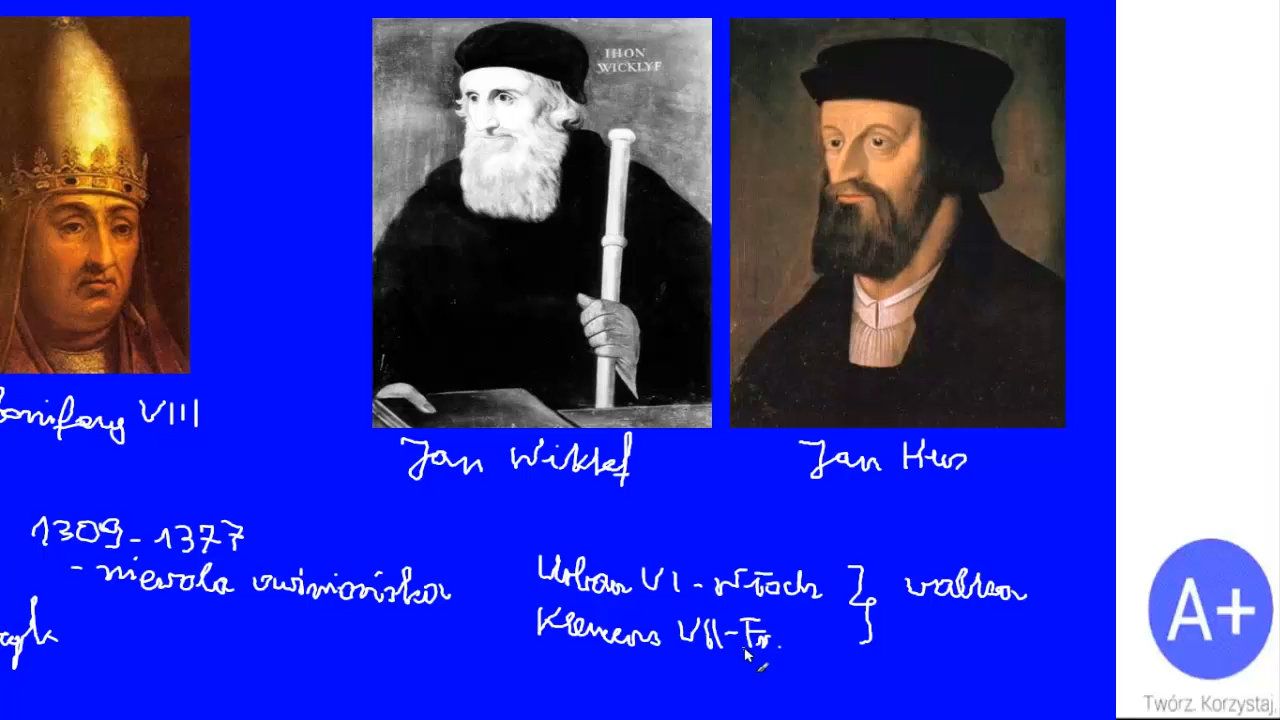 IHON
WICKLYF
Bonifacy VIII
Jan Wiklef
Jan Hus
1309-1377
- niewola awiniońska
Urban VI - Włoch } walka
Klemens VII - Fr.
A+
Twórz. Korzystaj.